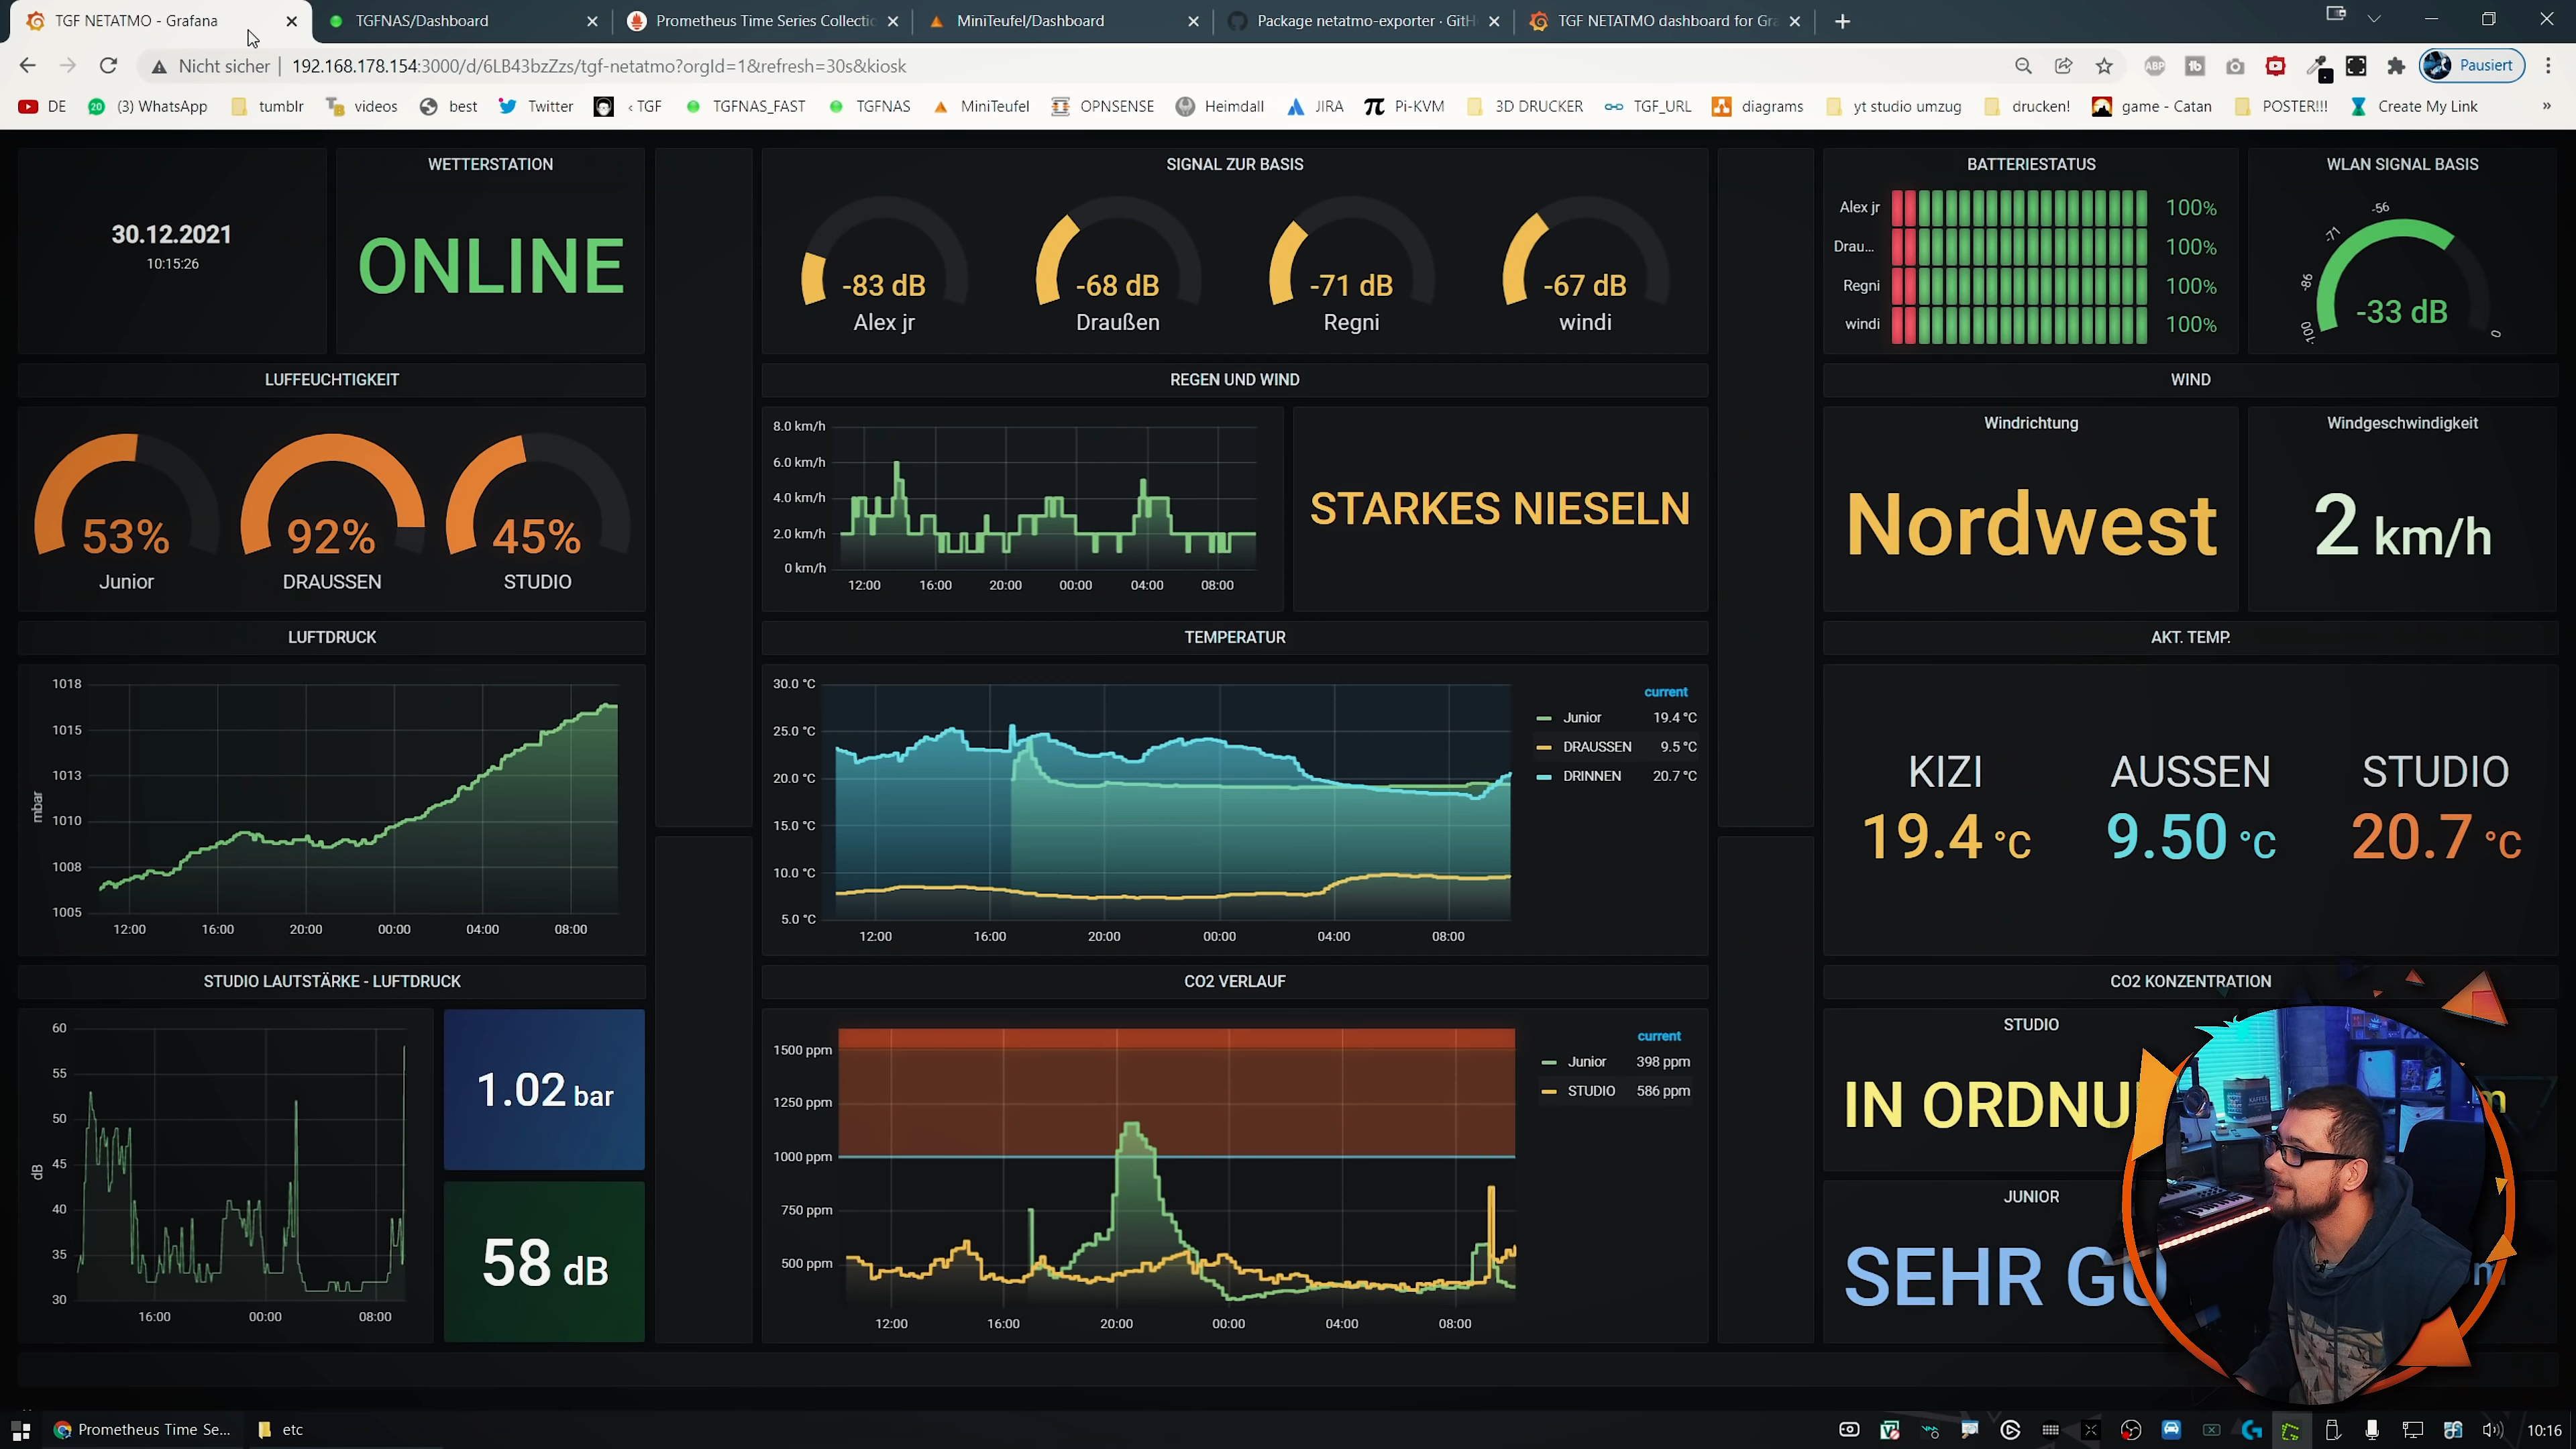 TGF NETATMO - Grafana
TGFNAS/Dashboard
Prometheus Time Series Collectio
MiniTeufel/Dashboard
Package netatmo-exporter · GitH
TGF NETATMO dashboard for Gra
Nicht sicher
192.168.178.154:3000/d/6LB43bzZzs/tgf-netatmo?orgId=1&refresh=30s&kiosk
ABP
Pausiert
DE
20
(3) WhatsApp
tumblr
videos
best
Twitter
‹ TGF
TGFNAS_FAST
TGFNAS
MiniTeufel
OPNSENSE
Heimdall
JIRA
Pi-KVM
3D DRUCKER
TGF_URL
diagrams
yt studio umzug
drucken!
game - Catan
POSTER!!!
Create My Link
»
30.12.2021
10:15:26
WETTERSTATION
ONLINE
SIGNAL ZUR BASIS
-83 dB
Alex jr
-68 dB
Draußen
-71 dB
Regni
-67 dB
windi
BATTERIESTATUS
Alex jr 100%
Drau... 100%
Regni 100%
windi 100%
WLAN SIGNAL BASIS
-100
-86
-71
-56
0
-33 dB
LUFFEUCHTIGKEIT
53%
Junior
92%
DRAUSSEN
45%
STUDIO
REGEN UND WIND
8.0 km/h
6.0 km/h
4.0 km/h
2.0 km/h
0 km/h
12:00 16:00 20:00 00:00 04:00 08:00
STARKES NIESELN
WIND
Windrichtung
Nordwest
Windgeschwindigkeit
2 km/h
LUFTDRUCK
mbar
1018
1015
1013
1010
1008
1005
12:00 16:00 20:00 00:00 04:00 08:00
TEMPERATUR
30.0 °C
25.0 °C
20.0 °C
15.0 °C
10.0 °C
5.0 °C
12:00 16:00 20:00 00:00 04:00 08:00
current
Junior 19.4 °C
DRAUSSEN 9.5 °C
DRINNEN 20.7 °C
AKT. TEMP.
KIZI
19.4 °C
AUSSEN
9.50 °C
STUDIO
20.7 °C
STUDIO LAUTSTÄRKE - LUFTDRUCK
dB
60
55
50
45
40
35
30
16:00 00:00 08:00
1.02 bar
58 dB
CO2 VERLAUF
1500 ppm
1250 ppm
1000 ppm
750 ppm
500 ppm
12:00 16:00 20:00 00:00 04:00 08:00
current
Junior 398 ppm
STUDIO 586 ppm
CO2 KONZENTRATION
STUDIO
IN ORDNU
m
JUNIOR
SEHR GU
m
KAFFEE
Prometheus Time Se...
etc
10:16